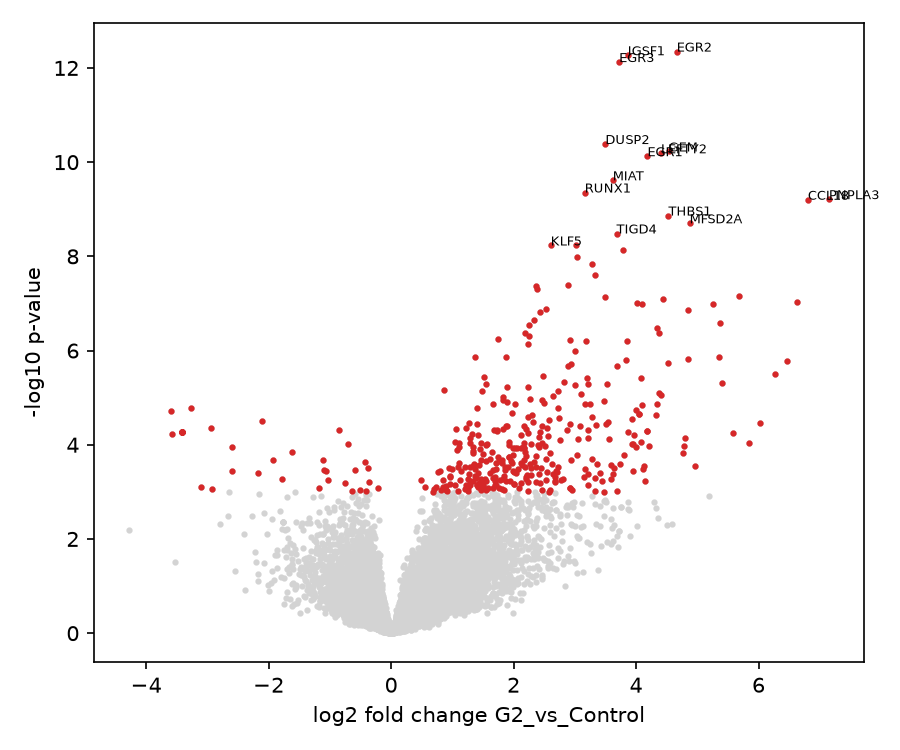 EGR2
IGSF1
EGR3
DUSP2
GEM
EGR1
MIAT
RUNX1
CCL18
PNPLA3
THBS1
MFSD2A
TIGD4
KLF5
12
10
8
6
4
2
0
−4
−2
0
2
4
6
-log10 p-value
log2 fold change G2_vs_Control